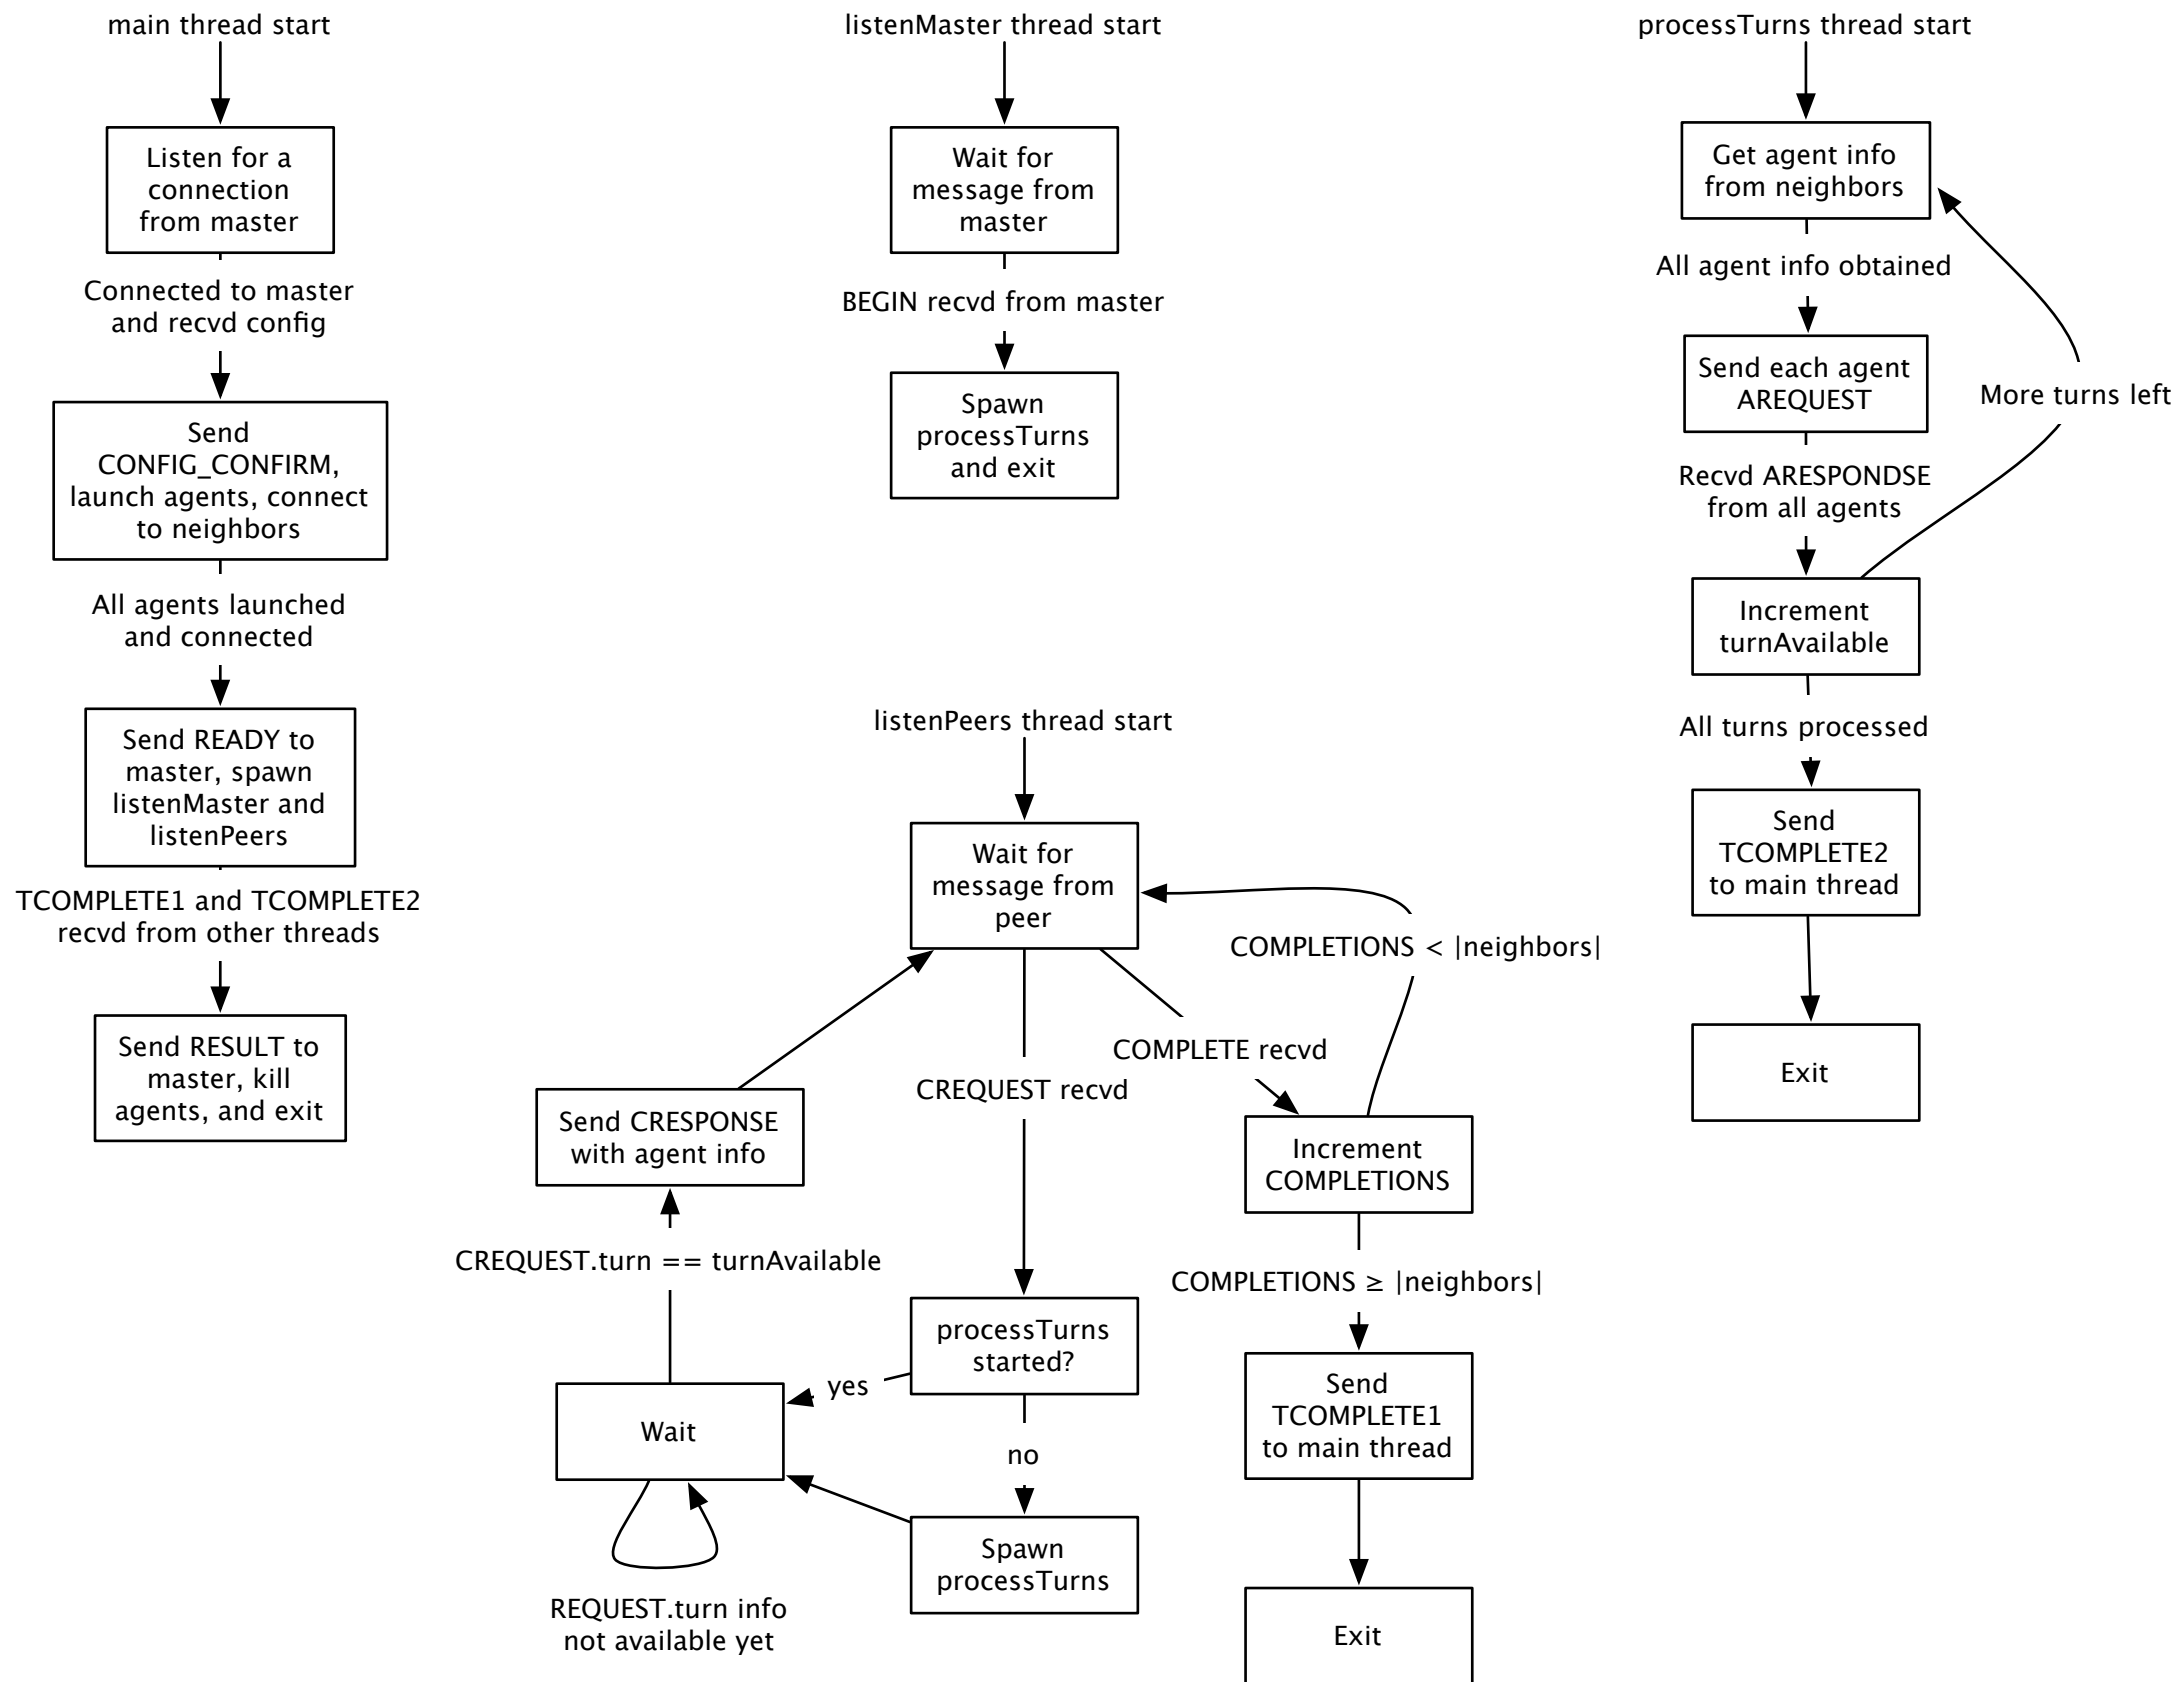 main thread start
Listen for a
connection
from master
Connected to master
and recvd config
Send
CONFIG_CONFIRM,
launch agents, connect
to neighbors
All agents launched
and connected
Send READY to
master, spawn
listenMaster and
listenPeers
TCOMPLETE1 and TCOMPLETE2
recvd from other threads
Send RESULT to
master, kill
agents, and exit
listenMaster thread start
Wait for
message from
master
BEGIN recvd from master
Spawn
processTurns
and exit
listenPeers thread start
Wait for
message from
peer
COMPLETIONS < |neighbors|
COMPLETE recvd
CREQUEST recvd
Send CRESPONSE
with agent info
Increment
COMPLETIONS
CREQUEST.turn == turnAvailable
COMPLETIONS ≥ |neighbors|
processTurns
started?
yes
Wait
no
Send
TCOMPLETE1
to main thread
Spawn
processTurns
REQUEST.turn info
not available yet
Exit
processTurns thread start
Get agent info
from neighbors
All agent info obtained
Send each agent
AREQUEST
More turns left
Recvd ARESPONDSE
from all agents
Increment
turnAvailable
All turns processed
Send
TCOMPLETE2
to main thread
Exit